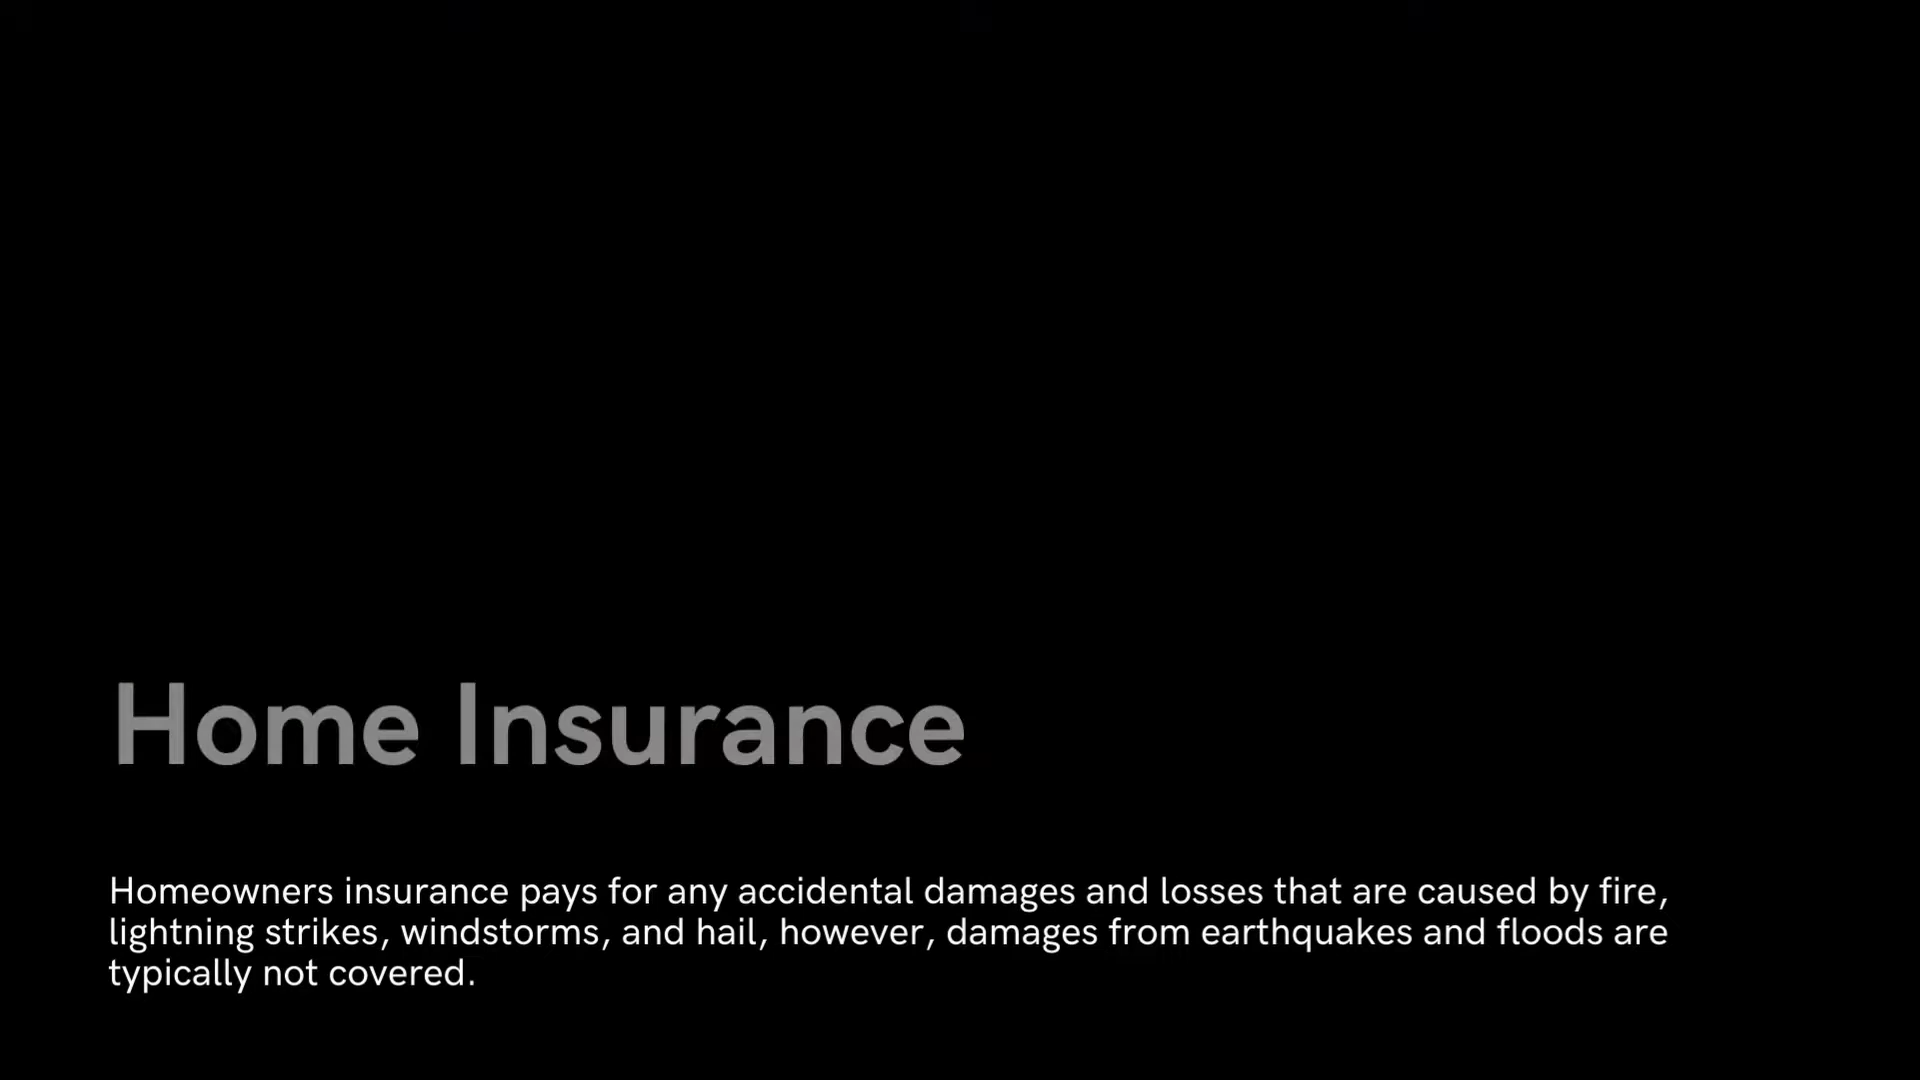 Home Insurance
Homeowners insurance pays for any accidental damages and losses that are caused by fire,
lightning strikes, windstorms, and hail, however, damages from earthquakes and floods are
typically not covered.